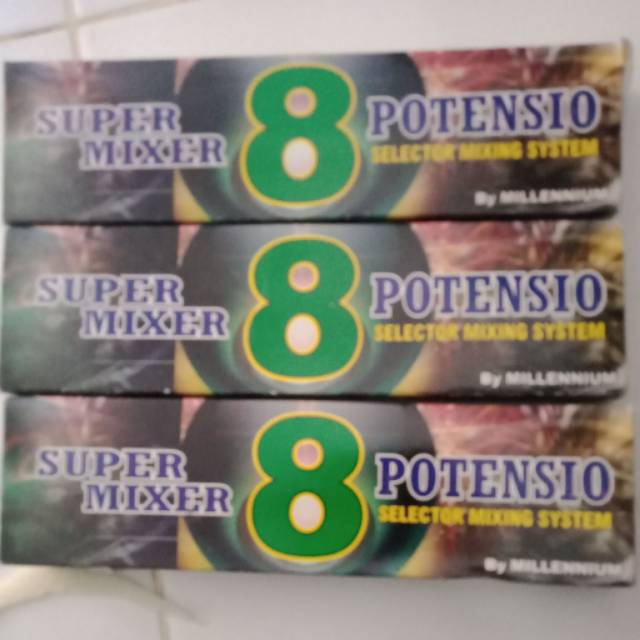 SUPER
MIXER
8
POTENSIO
SELECTOR MIXING SYSTEM
By MILLENNIUM
SUPER
MIXER
8
POTENSIO
SELECTOR MIXING SYSTEM
By MILLENNIUM
SUPER
MIXER
8
POTENSIO
SELECTOR MIXING SYSTEM
By MILLENNIUM